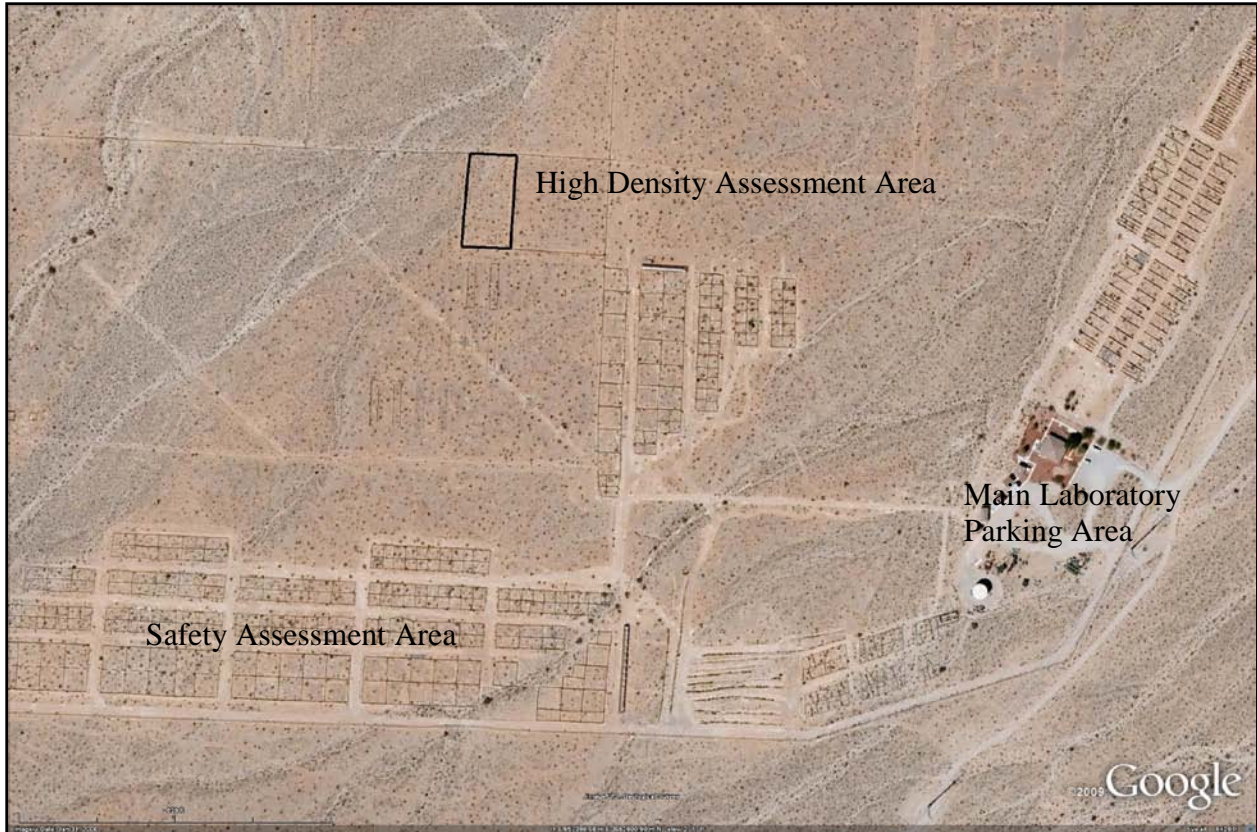 High Density Assessment Area
Main Laboratory
Parking Area
Safety Assessment Area
©2009 Google